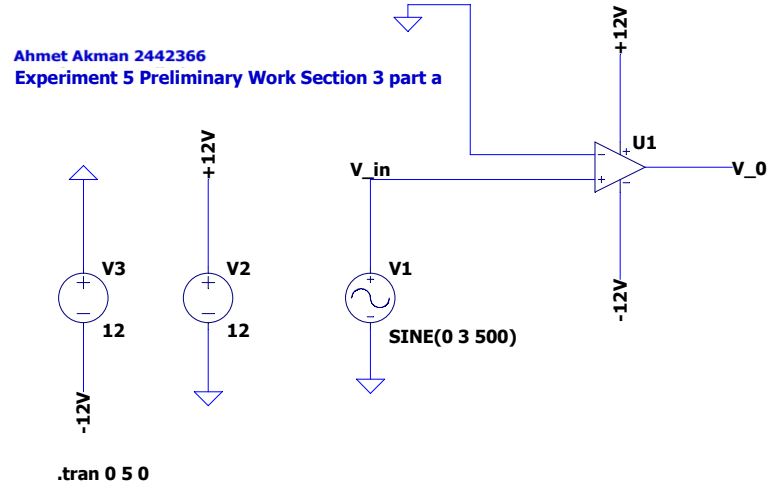 Ahmet Akman 2442366
Experiment 5 Preliminary Work Section 3 part a
+12V
U1
V_in
V_0
-12V
+12V
V3
12
-12V
V2
12
V1
SINE(0 3 500)
.tran 0 5 0